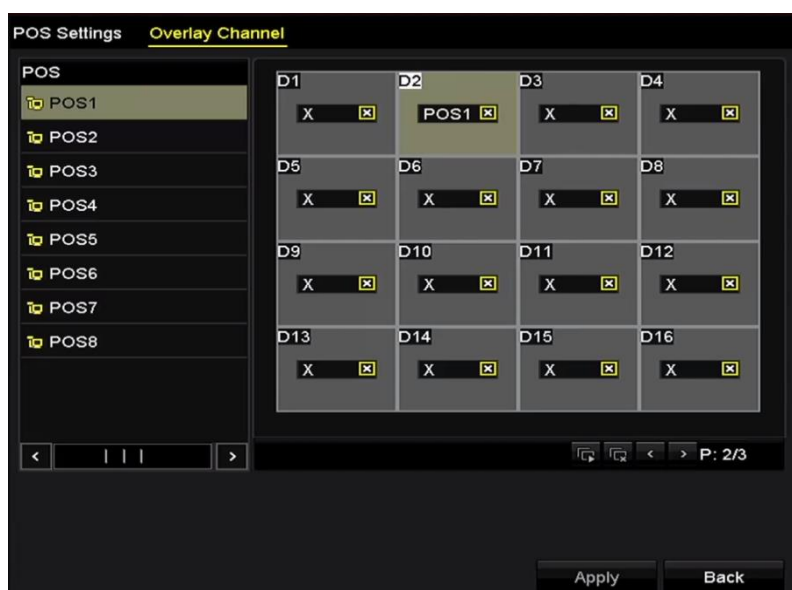 POS Settings Overlay Channel
POS
POS1
POS2
POS3
POS4
POS5
POS6
POS7
POS8
D1 D2 D3 D4
X POS1 X X
D5 D6 D7 D8
X X X X
D9 D10 D11 D12
X X X X
D13 D14 D15 D16
X X X X
P: 2/3
Apply Back